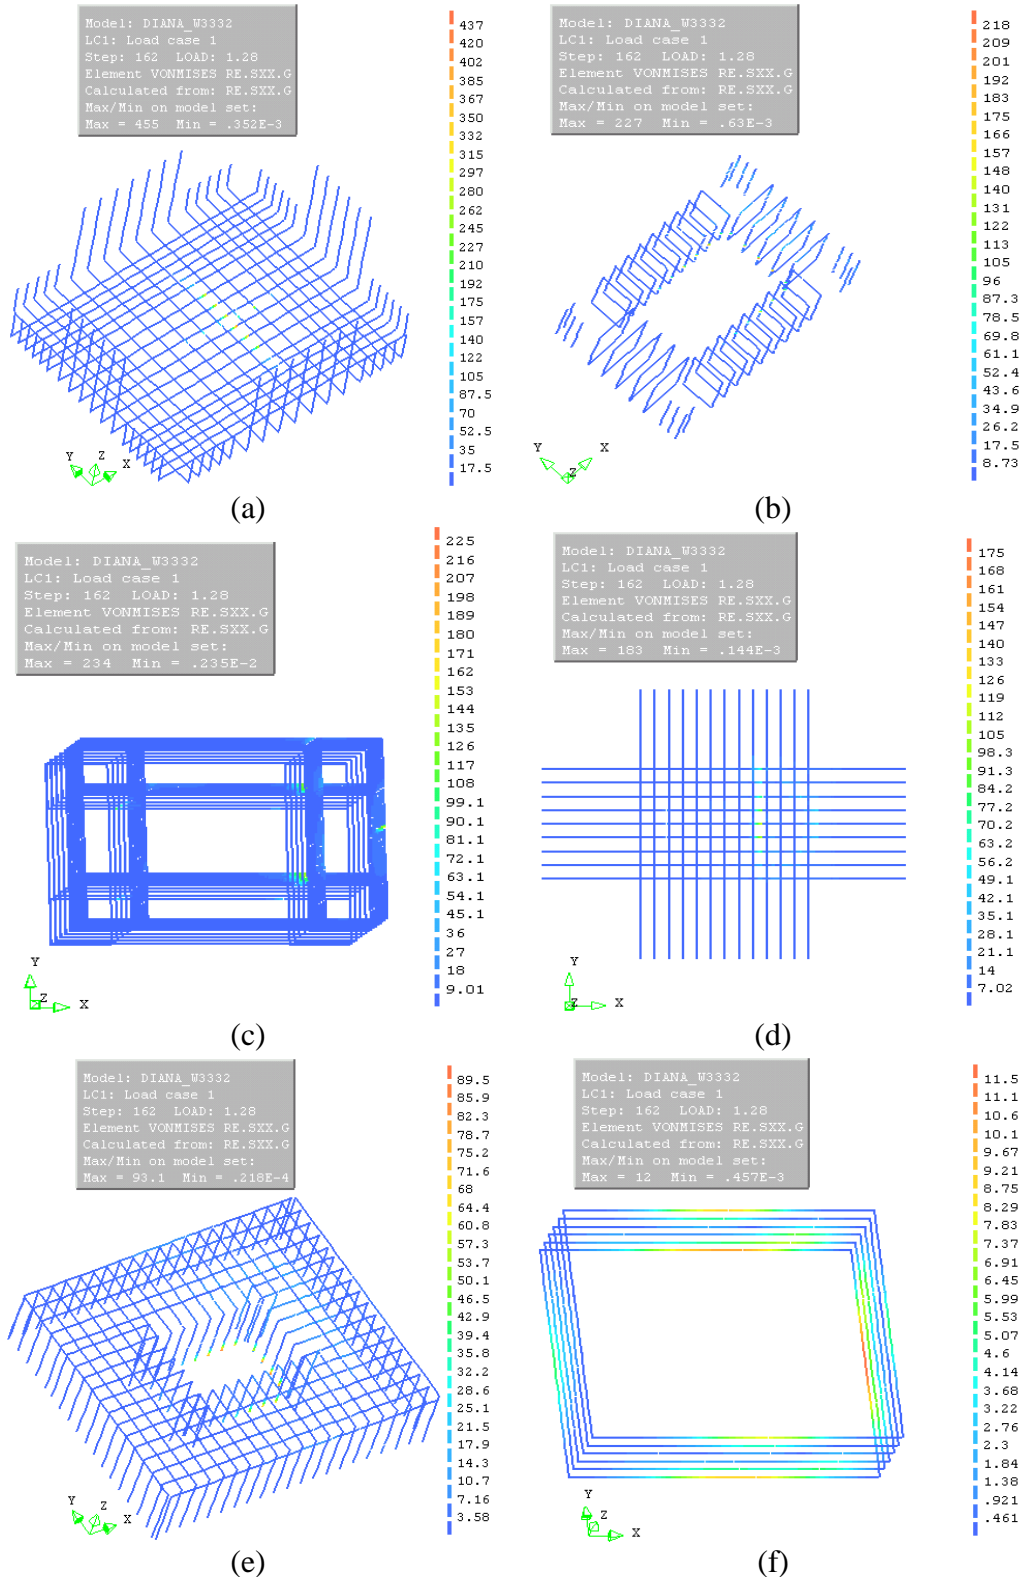 Model: DIANA_W3332
LC1: Load case 1
Step: 162 LOAD: 1.28
Element VONMISES RE.SXX.G
Calculated from: RE.SXX.G
Max/Min on model set:
Max = 455 Min = .352E-3
437
420
402
385
367
350
332
315
297
280
262
245
227
210
192
175
157
140
122
105
87.5
70
52.5
35
17.5
Y Z X
(a)
Model: DIANA_W3332
LC1: Load case 1
Step: 162 LOAD: 1.28
Element VONMISES RE.SXX.G
Calculated from: RE.SXX.G
Max/Min on model set:
Max = 227 Min = .63E-3
218
209
201
192
183
175
166
157
148
140
131
122
113
105
96
87.3
78.5
69.8
61.1
52.4
43.6
34.9
26.2
17.5
8.73
Y Z X
(b)
Model: DIANA_W3332
LC1: Load case 1
Step: 162 LOAD: 1.28
Element VONMISES RE.SXX.G
Calculated from: RE.SXX.G
Max/Min on model set:
Max = 234 Min = .235E-2
225
216
207
198
189
180
171
162
153
144
135
126
117
108
99.1
90.1
81.1
72.1
63.1
54.1
45.1
36
27
18
9.01
Y
Z X
(c)
Model: DIANA_W3332
LC1: Load case 1
Step: 162 LOAD: 1.28
Element VONMISES RE.SXX.G
Calculated from: RE.SXX.G
Max/Min on model set:
Max = 183 Min = .144E-3
175
168
161
154
147
140
133
126
119
112
105
98.3
91.3
84.2
77.2
70.2
63.2
56.2
49.1
42.1
35.1
28.1
21.1
14
7.02
Y
Z X
(d)
Model: DIANA_W3332
LC1: Load case 1
Step: 162 LOAD: 1.28
Element VONMISES RE.SXX.G
Calculated from: RE.SXX.G
Max/Min on model set:
Max = 93.1 Min = .218E-4
89.5
85.9
82.3
78.7
75.2
71.6
68
64.4
60.8
57.3
53.7
50.1
46.5
42.9
39.4
35.8
32.2
28.6
25.1
21.5
17.9
14.3
10.7
7.16
3.58
Y Z X
(e)
Model: DIANA_W3332
LC1: Load case 1
Step: 162 LOAD: 1.28
Element VONMISES RE.SXX.G
Calculated from: RE.SXX.G
Max/Min on model set:
Max = 12 Min = .457E-3
11.5
11.1
10.6
10.1
9.67
9.21
8.75
8.29
7.83
7.37
6.91
6.45
5.99
5.53
5.07
4.6
4.14
3.68
3.22
2.76
2.3
1.84
1.38
.921
.461
Y
Z
X
(f)